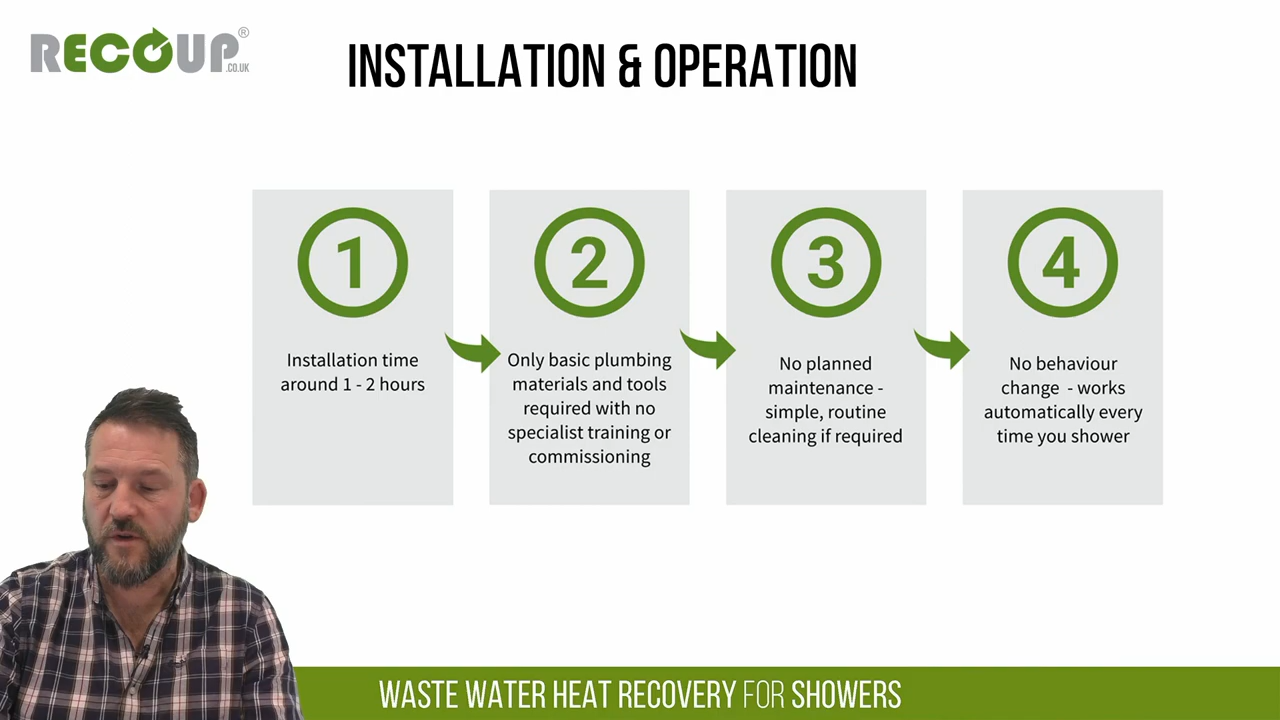 RECOUP®
.CO.UK
INSTALLATION & OPERATION
1
Installation time
around 1 - 2 hours
2
Only basic plumbing
materials and tools
required with no
specialist training or
commissioning
3
No planned
maintenance -
simple, routine
cleaning if required
4
No behaviour
change - works
automatically every
time you shower
WASTE WATER HEAT RECOVERY FOR SHOWERS